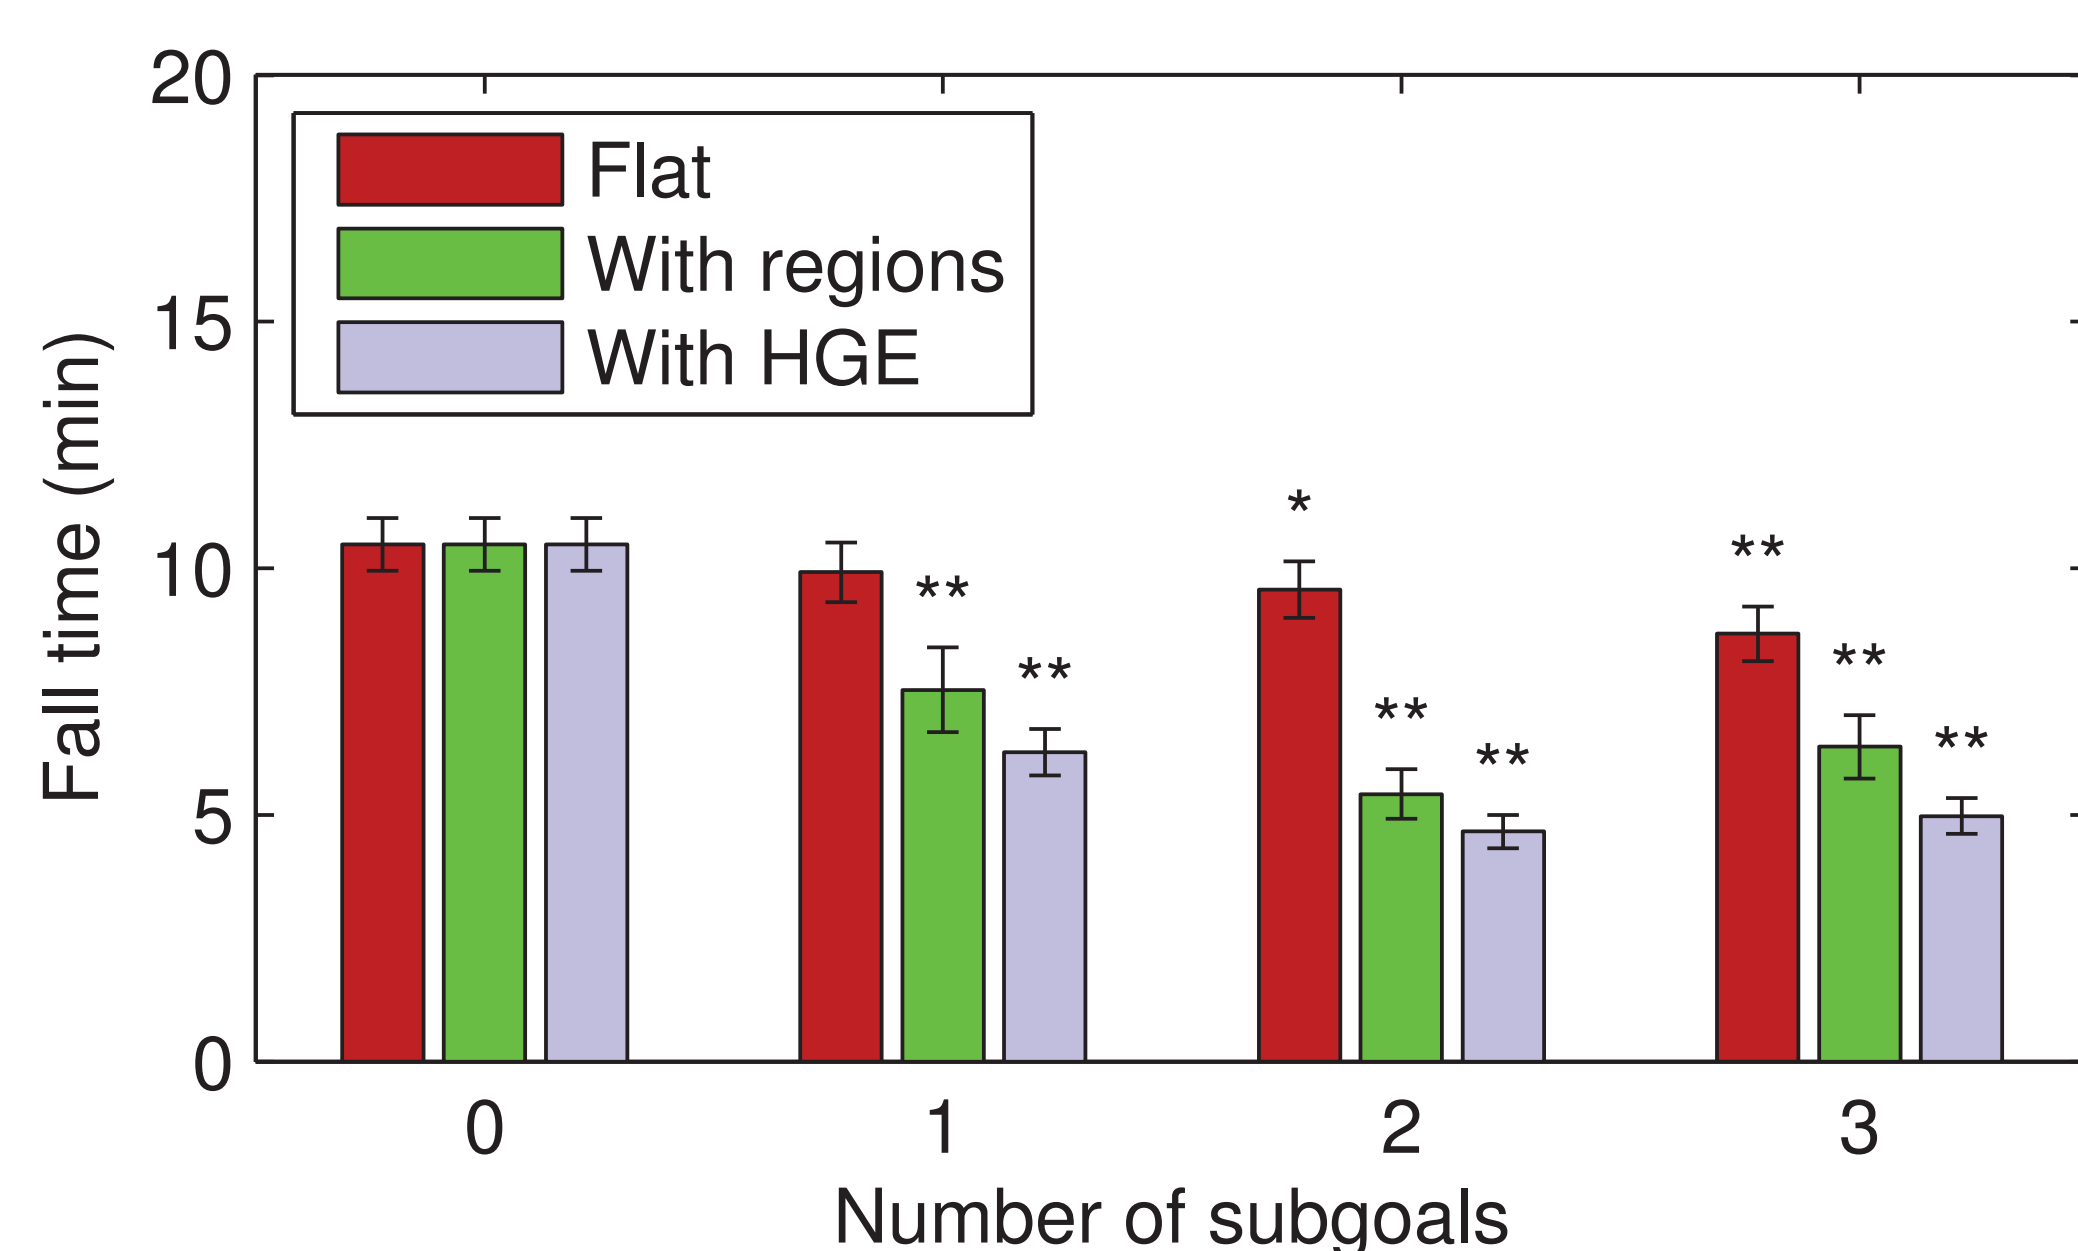 20
15
10
5
0
Fall time (min)
Flat
With regions
With HGE
*
**
**
**
**
**
**
**
0 1 2 3
Number of subgoals